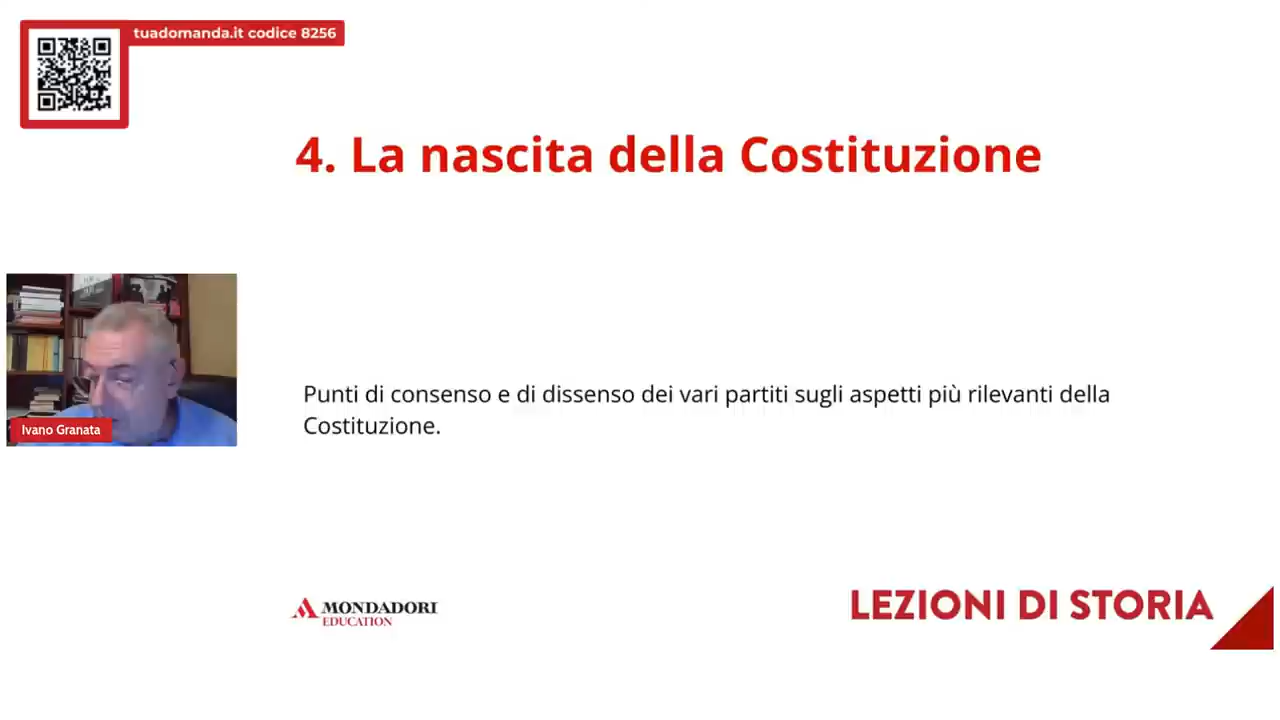 tuadomanda.it codice 8256
4. La nascita della Costituzione
Punti di consenso e di dissenso dei vari partiti sugli aspetti più rilevanti della
Costituzione.
Ivano Granata
MONDADORI
EDUCATION
LEZIONI DI STORIA